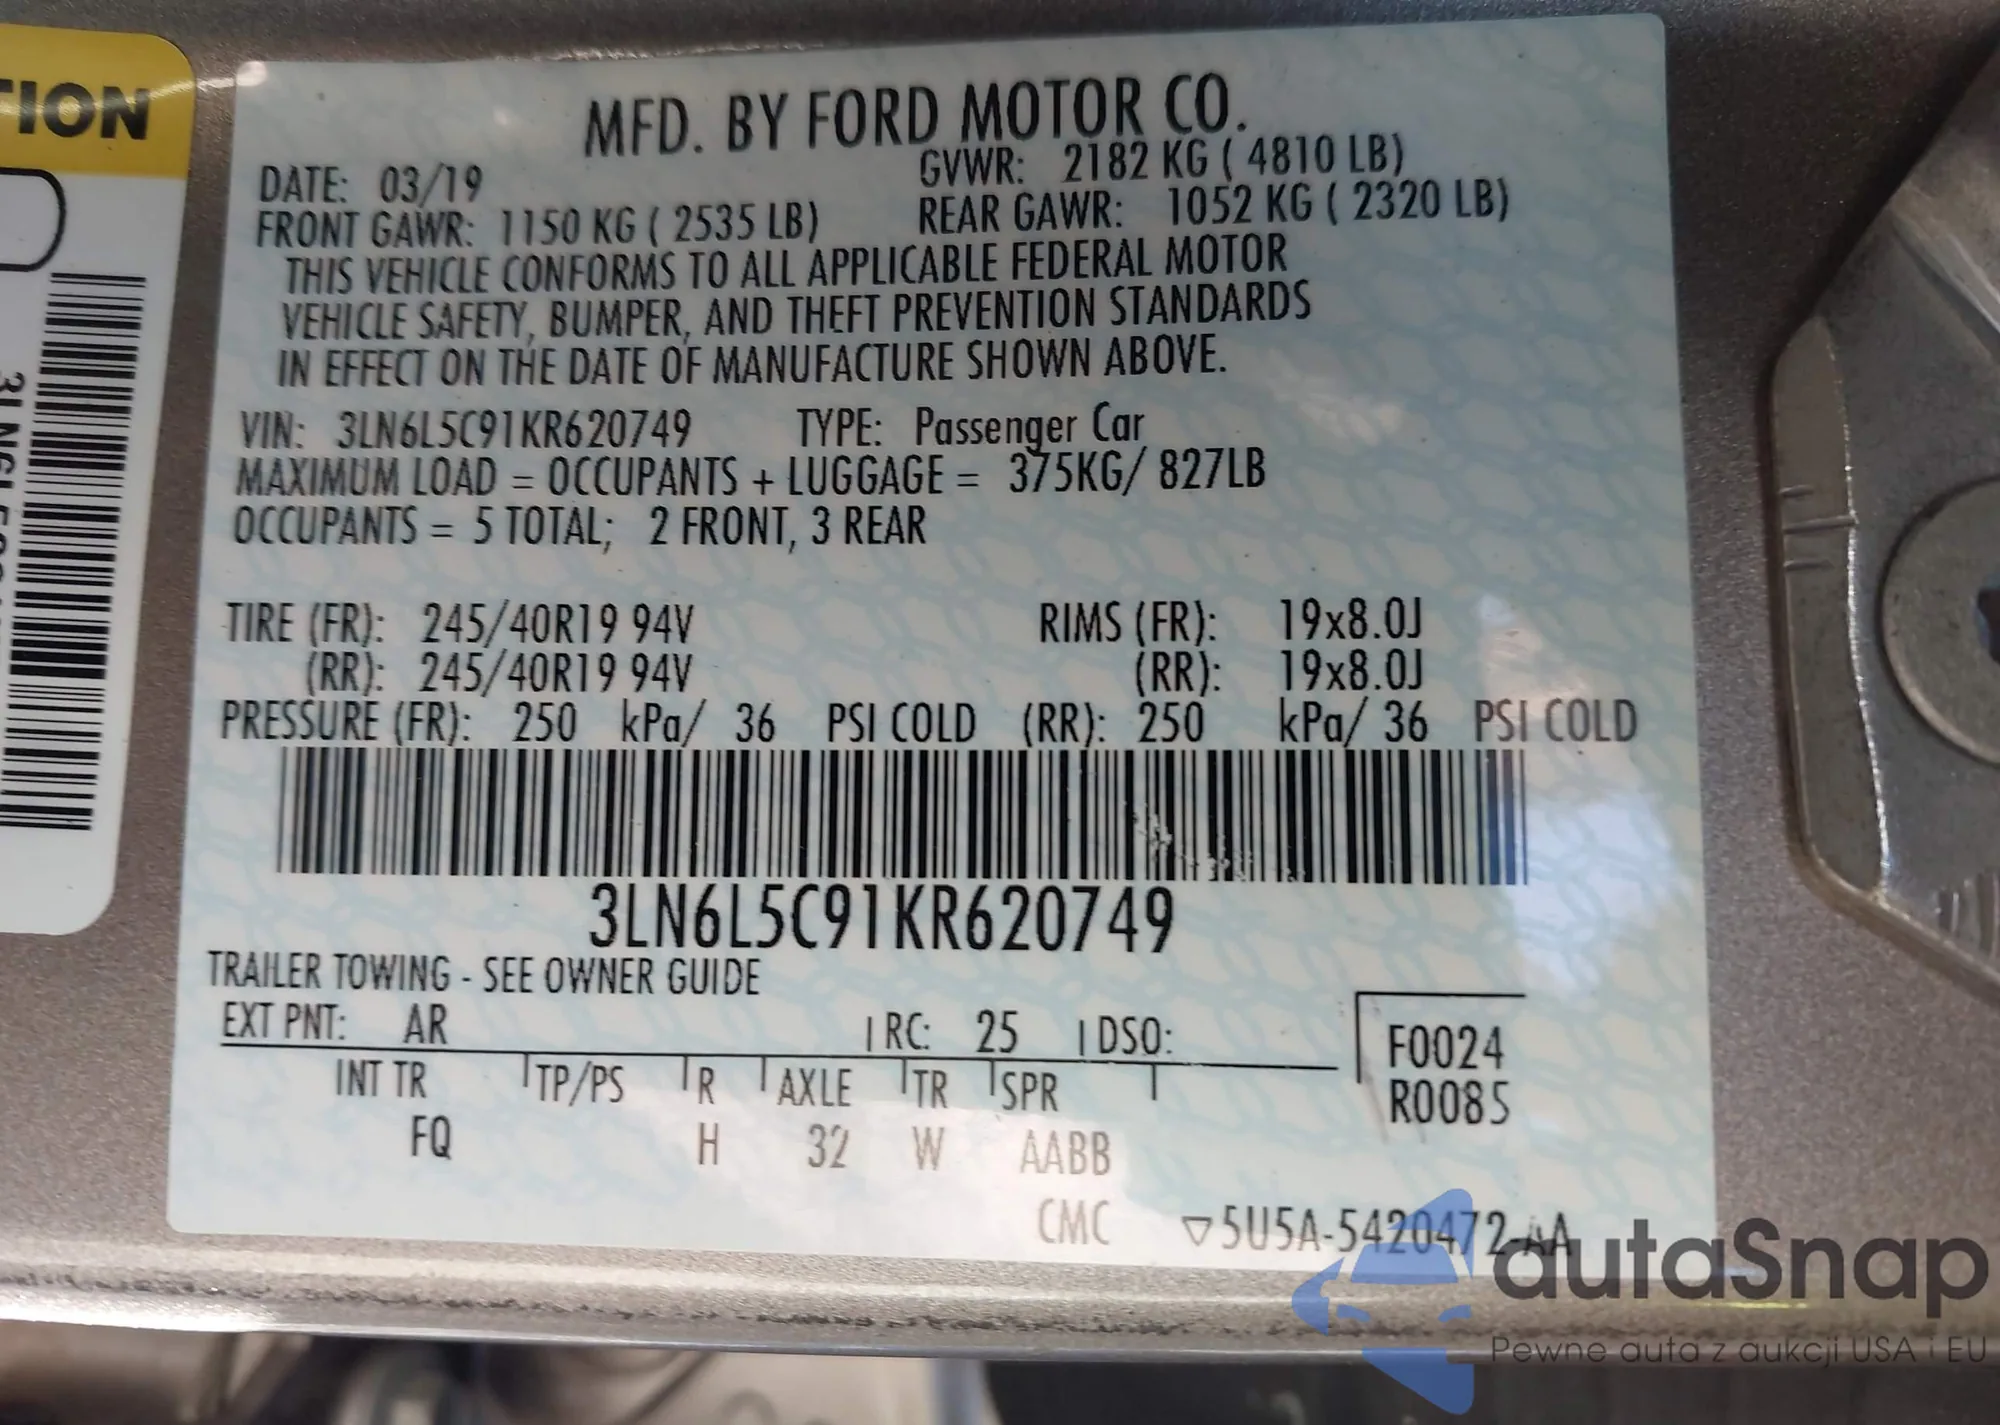 TION
MFD. BY FORD MOTOR CO.
DATE: 03/19 GVWR: 2182 KG ( 4810 LB)
FRONT GAWR: 1150 KG ( 2535 LB) REAR GAWR: 1052 KG ( 2320 LB)
THIS VEHICLE CONFORMS TO ALL APPLICABLE FEDERAL MOTOR
VEHICLE SAFETY, BUMPER, AND THEFT PREVENTION STANDARDS
IN EFFECT ON THE DATE OF MANUFACTURE SHOWN ABOVE.
VIN: 3LN6L5C91KR620749 TYPE: Passenger Car
MAXIMUM LOAD = OCCUPANTS + LUGGAGE = 375KG/ 827LB
OCCUPANTS = 5 TOTAL; 2 FRONT, 3 REAR
TIRE (FR): 245/40R19 94V RIMS (FR): 19x8.0J
(RR): 245/40R19 94V (RR): 19x8.0J
PRESSURE (FR): 250 kPa/ 36 PSI COLD (RR): 250 kPa/ 36 PSI COLD
3LN6L5C91KR620749
TRAILER TOWING - SEE OWNER GUIDE
EXT PNT: AR RC: 25 DSO: F0024
INT TR TP/PS R AXLE TR SPR R0085
FQ H 32 W AABB
CMC ▽5U5A-5420472-AA
autaSnap
Pewne auta z aukcji USA i EU